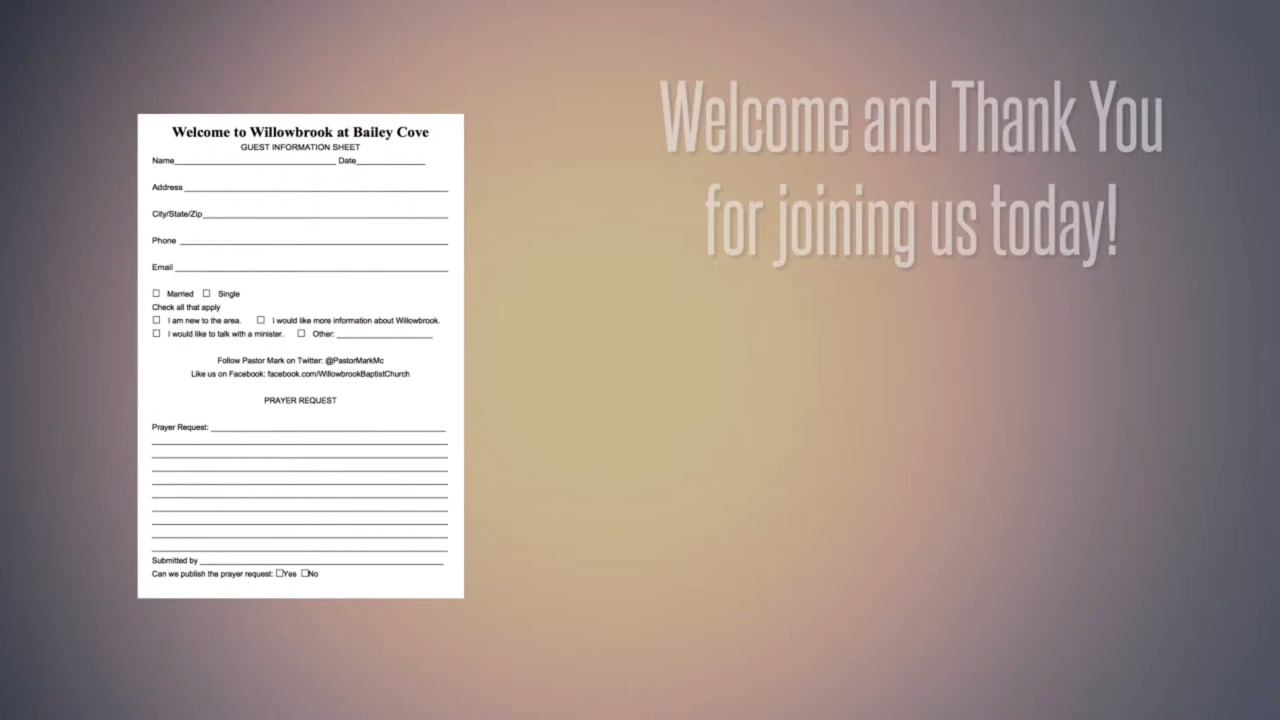 Welcome to Willowbrook at Bailey Cove
GUEST INFORMATION SHEET
Name Date
Address
City/State/Zip
Phone
Email
Married Single
Check all that apply
I am new to the area. I would like more information about Willowbrook.
I would like to talk with a minister. Other:
Follow Pastor Mark on Twitter: @PastorMarkMc
Like us on Facebook: facebook.com/WillowbrookBaptistChurch
PRAYER REQUEST
Prayer Request:
Submitted by
Can we publish the prayer request: Yes No
Welcome and Thank You
for joining us today!